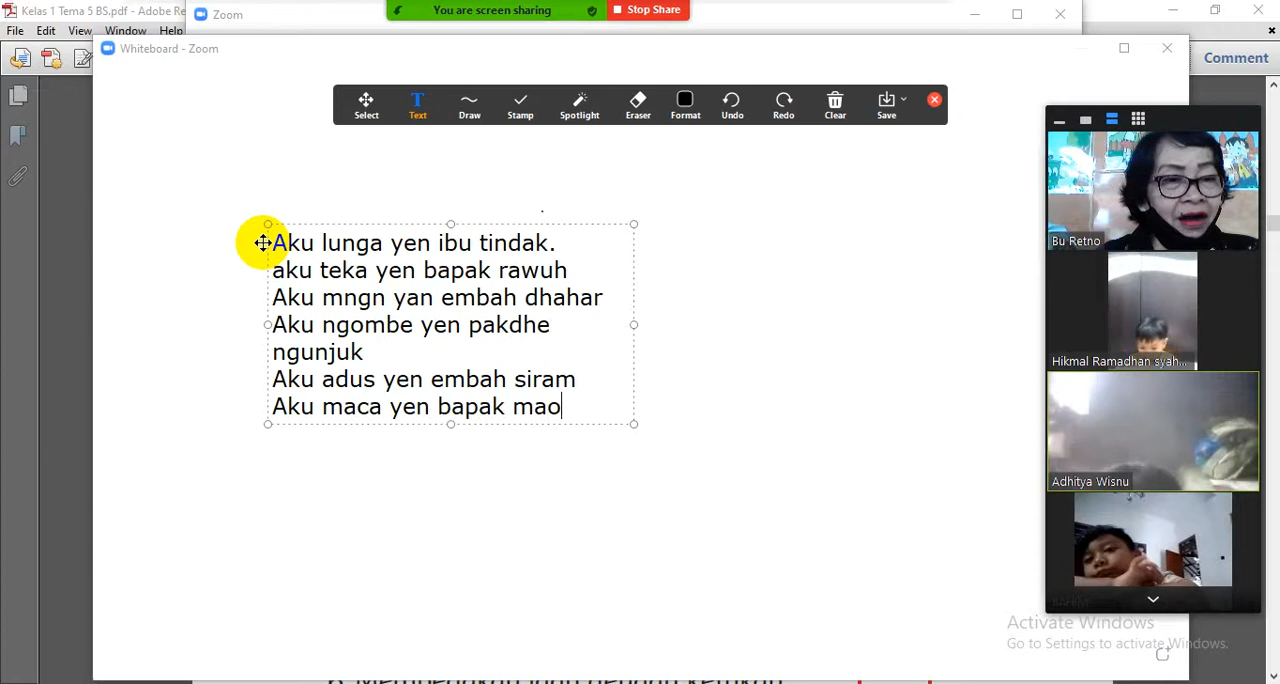 Kelas 1 Tema 5 BS.pdf - Adobe Re
Zoom
You are screen sharing
Stop Share
File Edit View Window Help
Whiteboard - Zoom
Comment
Select Text Draw Stamp Spotlight Eraser Format Undo Redo Clear Save
Aku lunga yen ibu tindak.
aku teka yen bapak rawuh
Aku mngn yan embah dhahar
Aku ngombe yen pakdhe
ngunjuk
Aku adus yen embah siram
Aku maca yen bapak mao
Bu Retno
Hikmal Ramadhan syah...
Adhitya Wisnu
Activate Windows
Go to Settings to activate Windows.